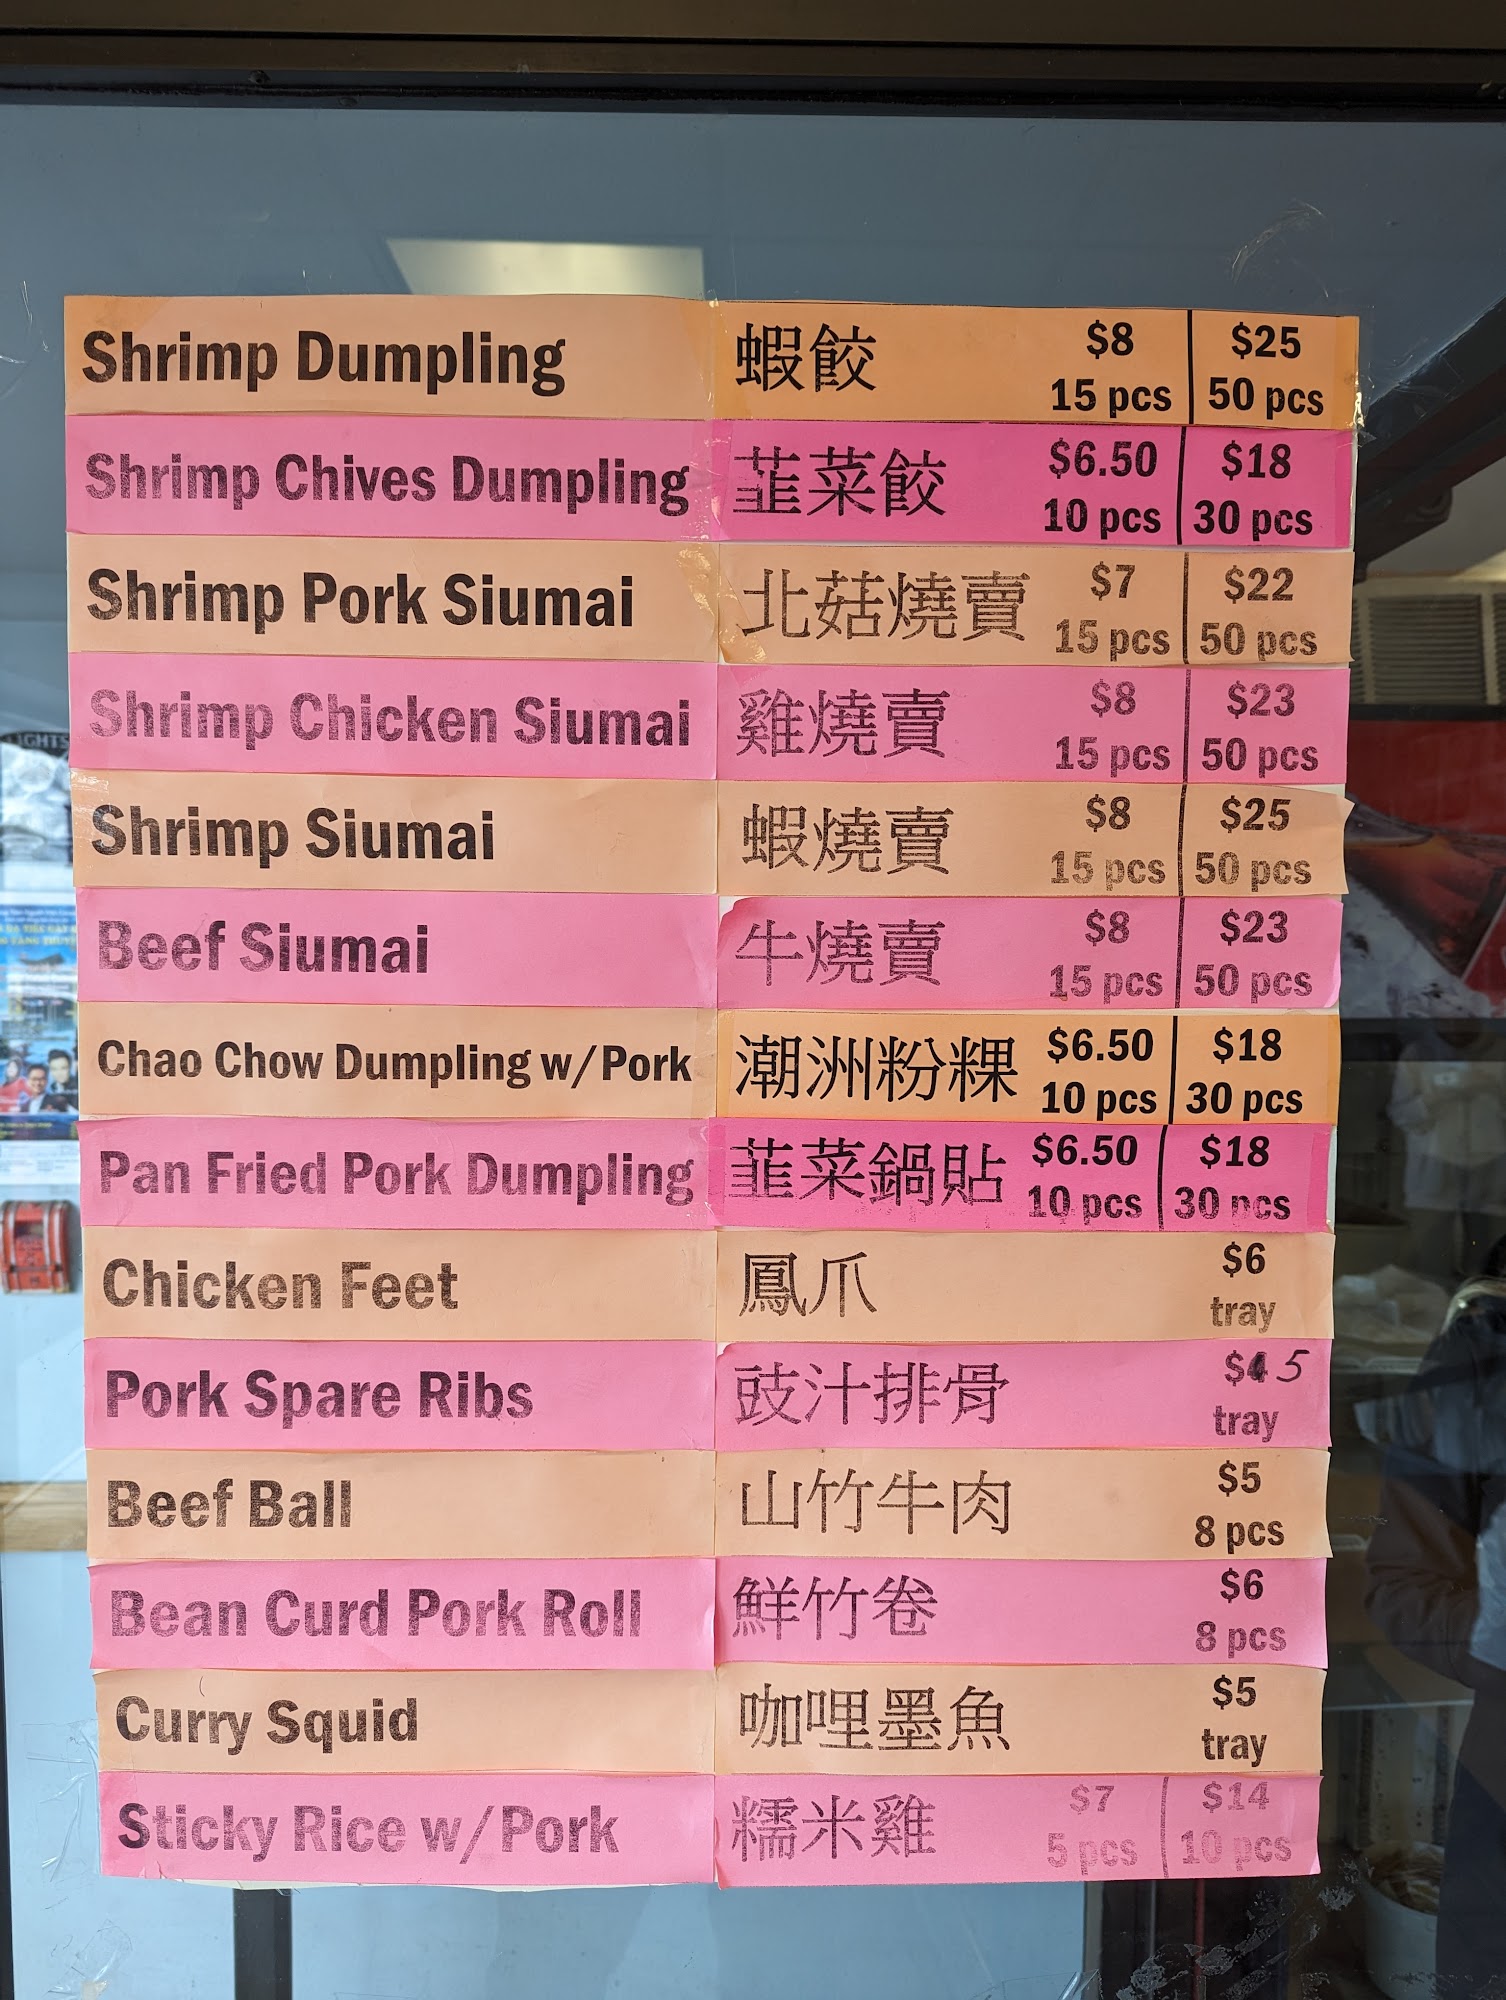 Shrimp Dumpling 蝦餃 $8 $25
15 pcs 50 pcs
Shrimp Chives Dumpling 韮菜餃 $6.50 $18
10 pcs 30 pcs
Shrimp Pork Siumai 北菇燒賣 $7 $22
15 pcs 50 pcs
Shrimp Chicken Siumai 雞燒賣 $8 $23
15 pcs 50 pcs
Shrimp Siumai 蝦燒賣 $8 $25
15 pcs 50 pcs
Beef Siumai 牛燒賣 $8 $23
15 pcs 50 pcs
Chao Chow Dumpling w/Pork 潮洲粉粿 $6.50 $18
10 pcs 30 pcs
Pan Fried Pork Dumpling 韮菜鍋貼 $6.50 $18
10 pcs 30 pcs
Chicken Feet 鳳爪 $6
tray
Pork Spare Ribs 豉汁排骨 $4 5
tray
Beef Ball 山竹牛肉 $5
8 pcs
Bean Curd Pork Roll 鮮竹卷 $6
8 pcs
Curry Squid 咖哩墨魚 $5
tray
Sticky Rice w/Pork 糯米雞 $7 $14
5 pcs 10 pcs